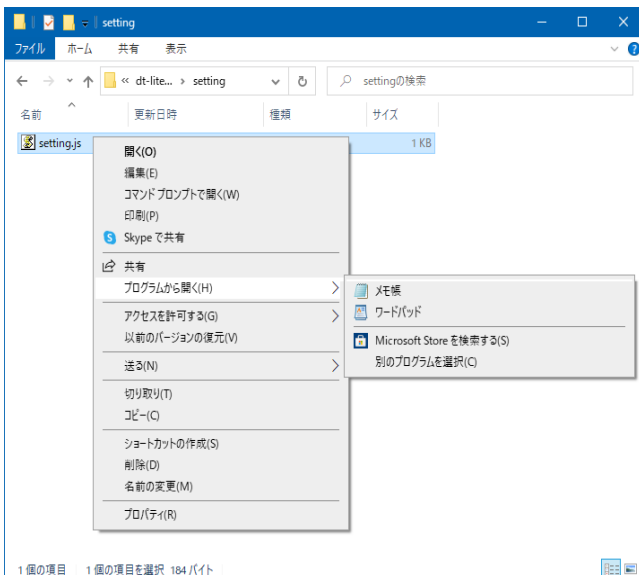 setting
ファイル ホーム 共有 表示
« dt-lite... › setting
settingの検索
名前 更新日時 種類 サイズ
setting.js 1 KB
開く(O)
編集(E)
コマンド プロンプトで開く(W)
印刷(P)
Skype で共有
共有
プログラムから開く(H)
アクセスを許可する(G)
以前のバージョンの復元(V)
送る(N)
切り取り(T)
コピー(C)
ショートカットの作成(S)
削除(D)
名前の変更(M)
プロパティ(R)
メモ帳
ワードパッド
Microsoft Store を検索する(S)
別のプログラムを選択(C)
1 個の項目 1 個の項目を選択 184 バイト